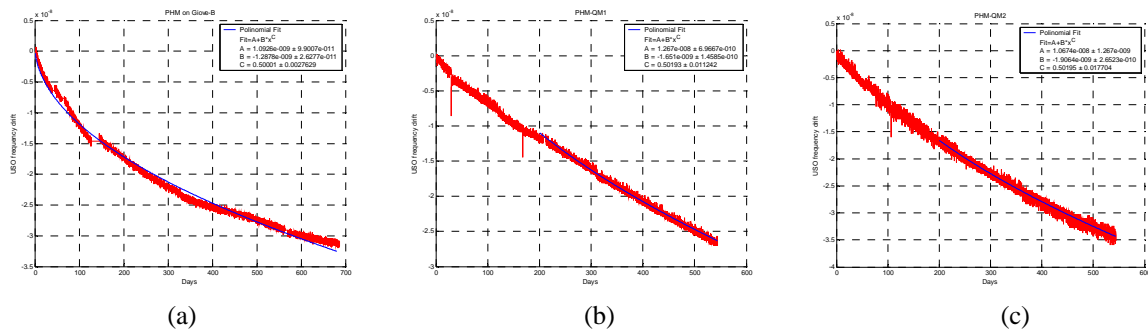 PHM on Giove-B
x 10-8
0.5
0
-0.5
-1
-1.5
-2
-2.5
-3
-3.5
USO frequency drift
0 100 200 300 400 500 600 700
Days
Polinomial Fit
Fit=A+B*x^C
A = 1.0926e-009 ± 9.9007e-011
B = -1.2878e-009 ± 2.6277e-011
C = 0.50001 ± 0.0027629
(a)
PHM-QM1
x 10-8
0.5
0
-0.5
-1
-1.5
-2
-2.5
-3
USO frequency drift
0 100 200 300 400 500 600
Days
Polinomial Fit
Fit=A+B*x^C
A = 1.267e-008 ± 6.9667e-010
B = -1.651e-009 ± 1.4585e-010
C = 0.50193 ± 0.011242
(b)
PHM-QM2
x 10-8
0.5
0
-0.5
-1
-1.5
-2
-2.5
-3
-3.5
-4
USO frequency drift
0 100 200 300 400 500 600
Days
Polinomial Fit
Fit=A+B*x^C
A = 1.0674e-008 ± 1.267e-009
B = -1.9064e-009 ± 2.6523e-010
C = 0.50195 ± 0.017704
(c)